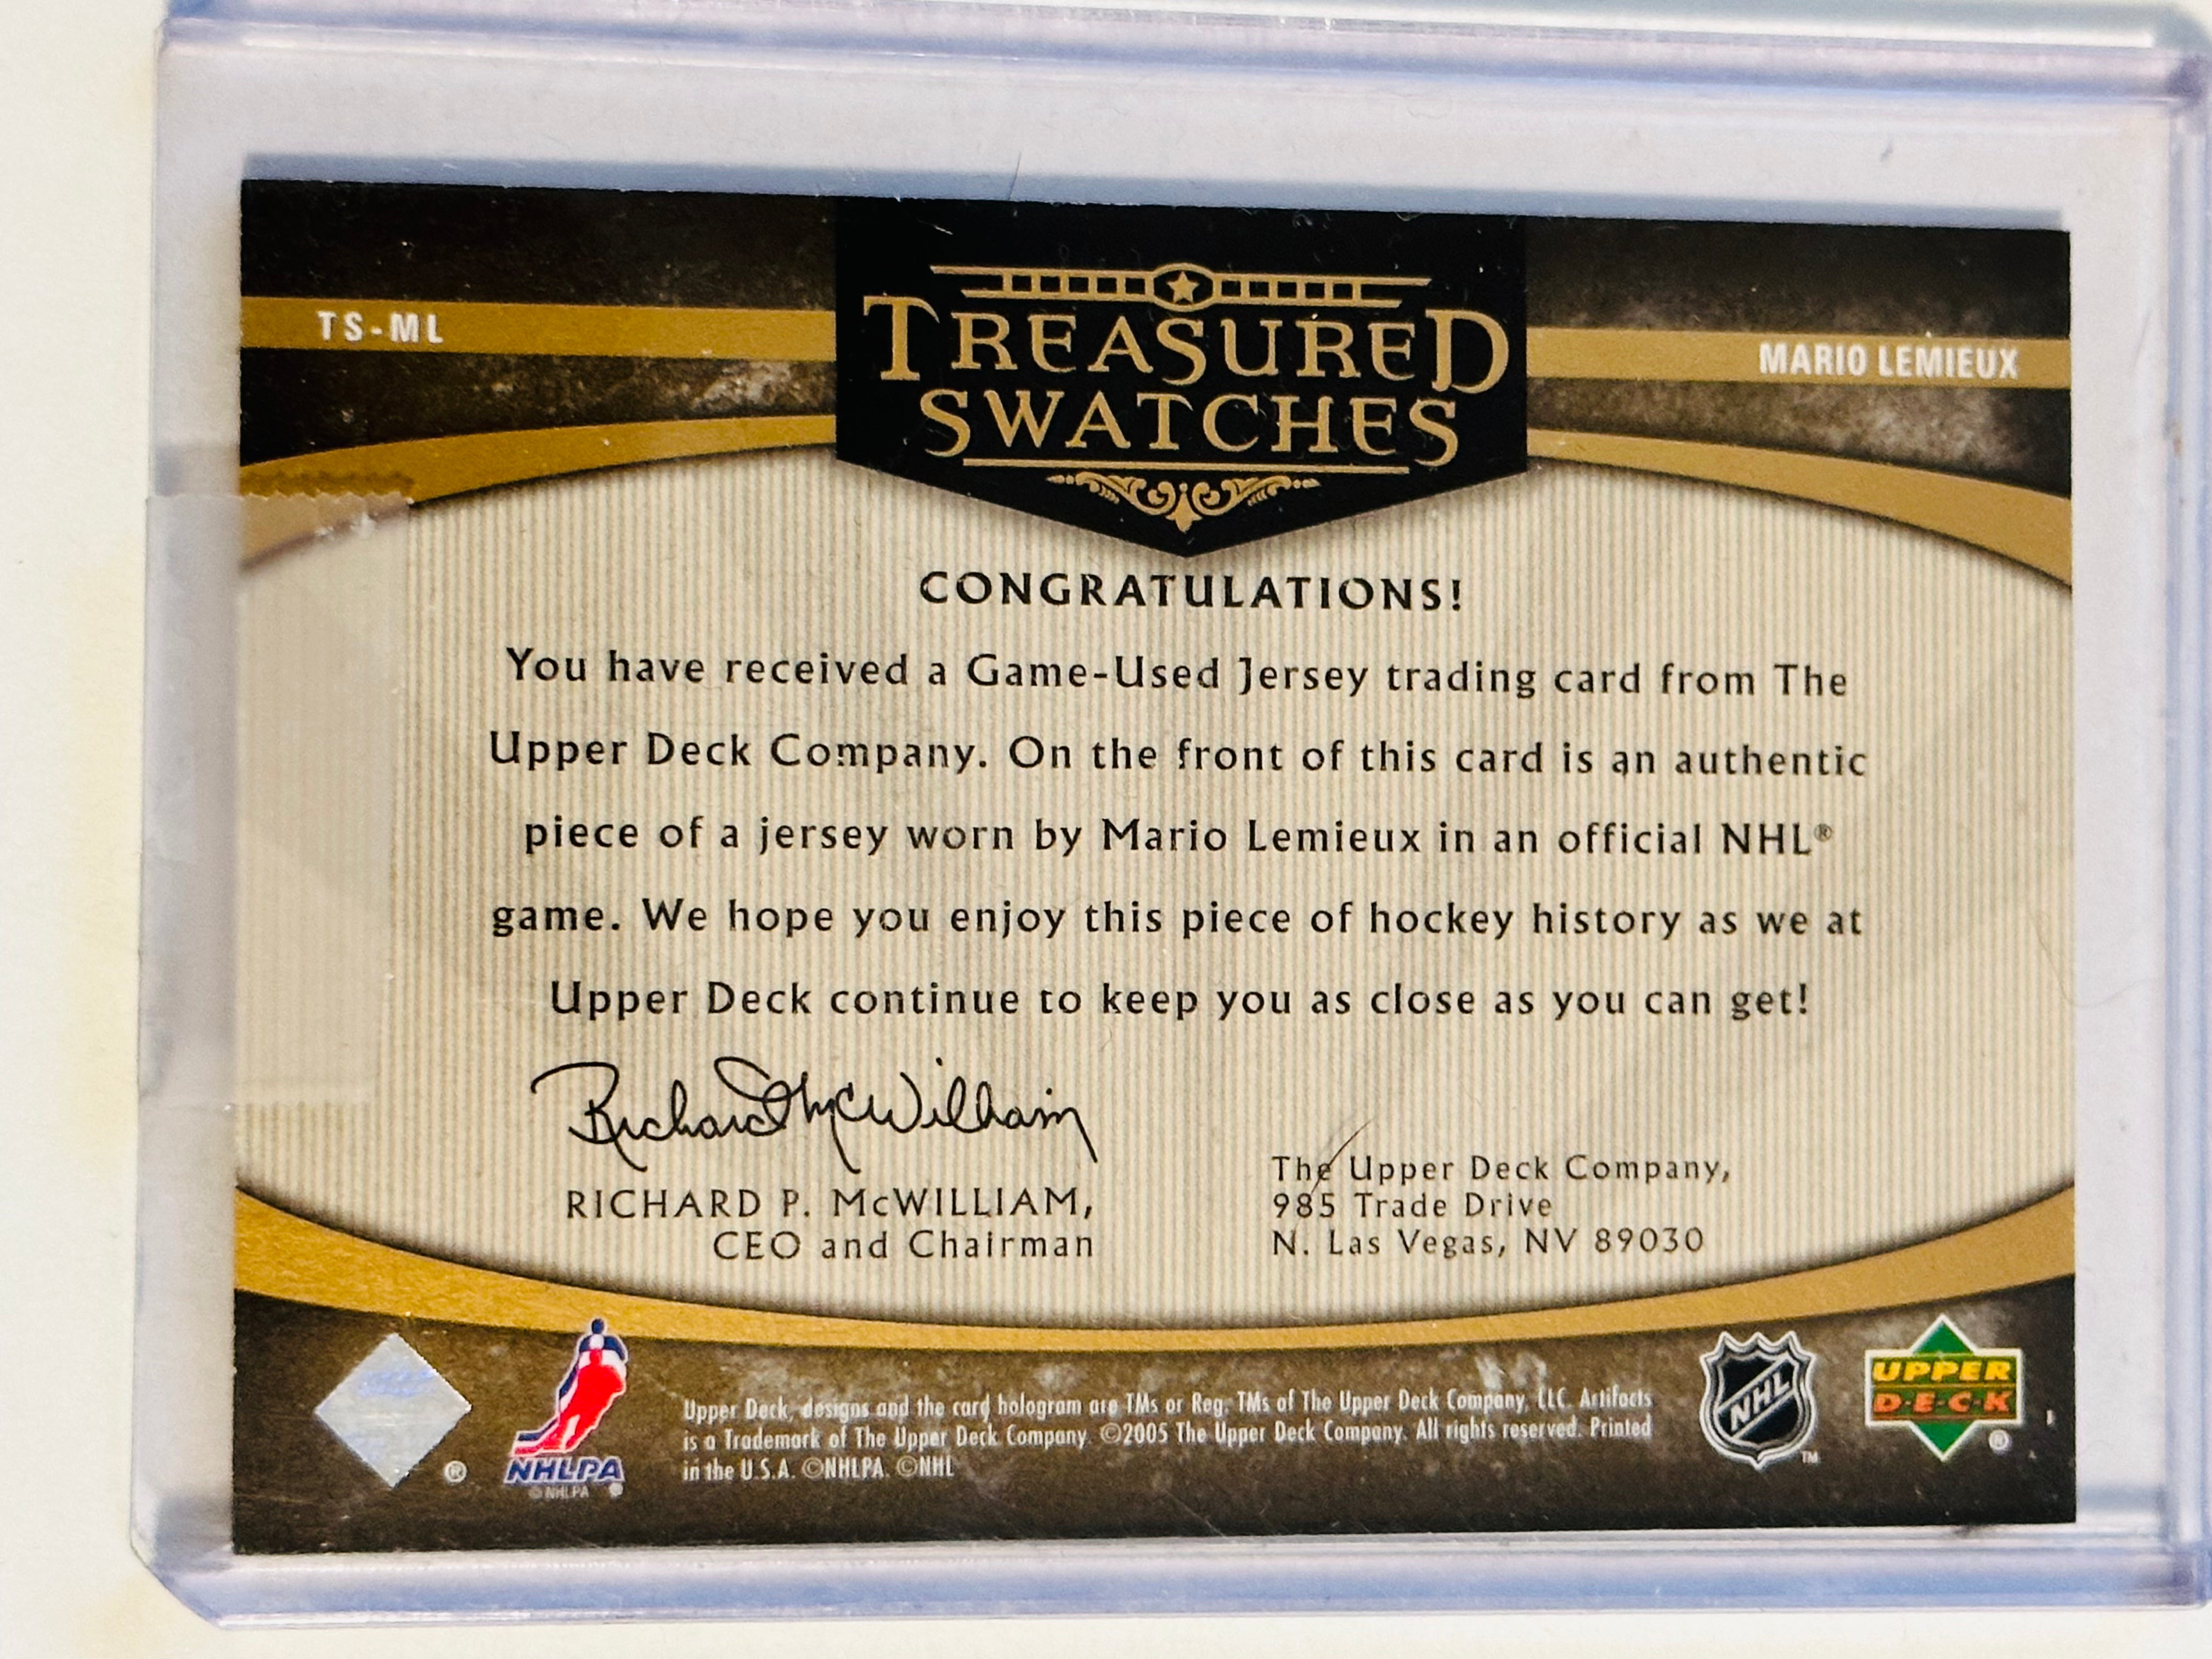 TS-ML
TREASURED
SWATCHES
MARIO LEMIEUX
CONGRATULATIONS!
You have received a Game-Used Jersey trading card from The
Upper Deck Company. On the front of this card is an authentic
piece of a jersey worn by Mario Lemieux in an official NHL®
game. We hope you enjoy this piece of hockey history as we at
Upper Deck continue to keep you as close as you can get!
Richard McWilliam
RICHARD P. McWILLIAM,
CEO and Chairman
The Upper Deck Company,
985 Trade Drive
N. Las Vegas, NV 89030
®
NHLPA
© NHLPA
Upper Deck, designs and the card hologram are TMs or Reg. TMs of The Upper Deck Company, LLC. Artifacts
is a Trademark of The Upper Deck Company. ©2005 The Upper Deck Company. All rights reserved. Printed
in the U.S.A. ©NHLPA. ©NHL
NHL
TM
UPPER
D·E·C·K
®